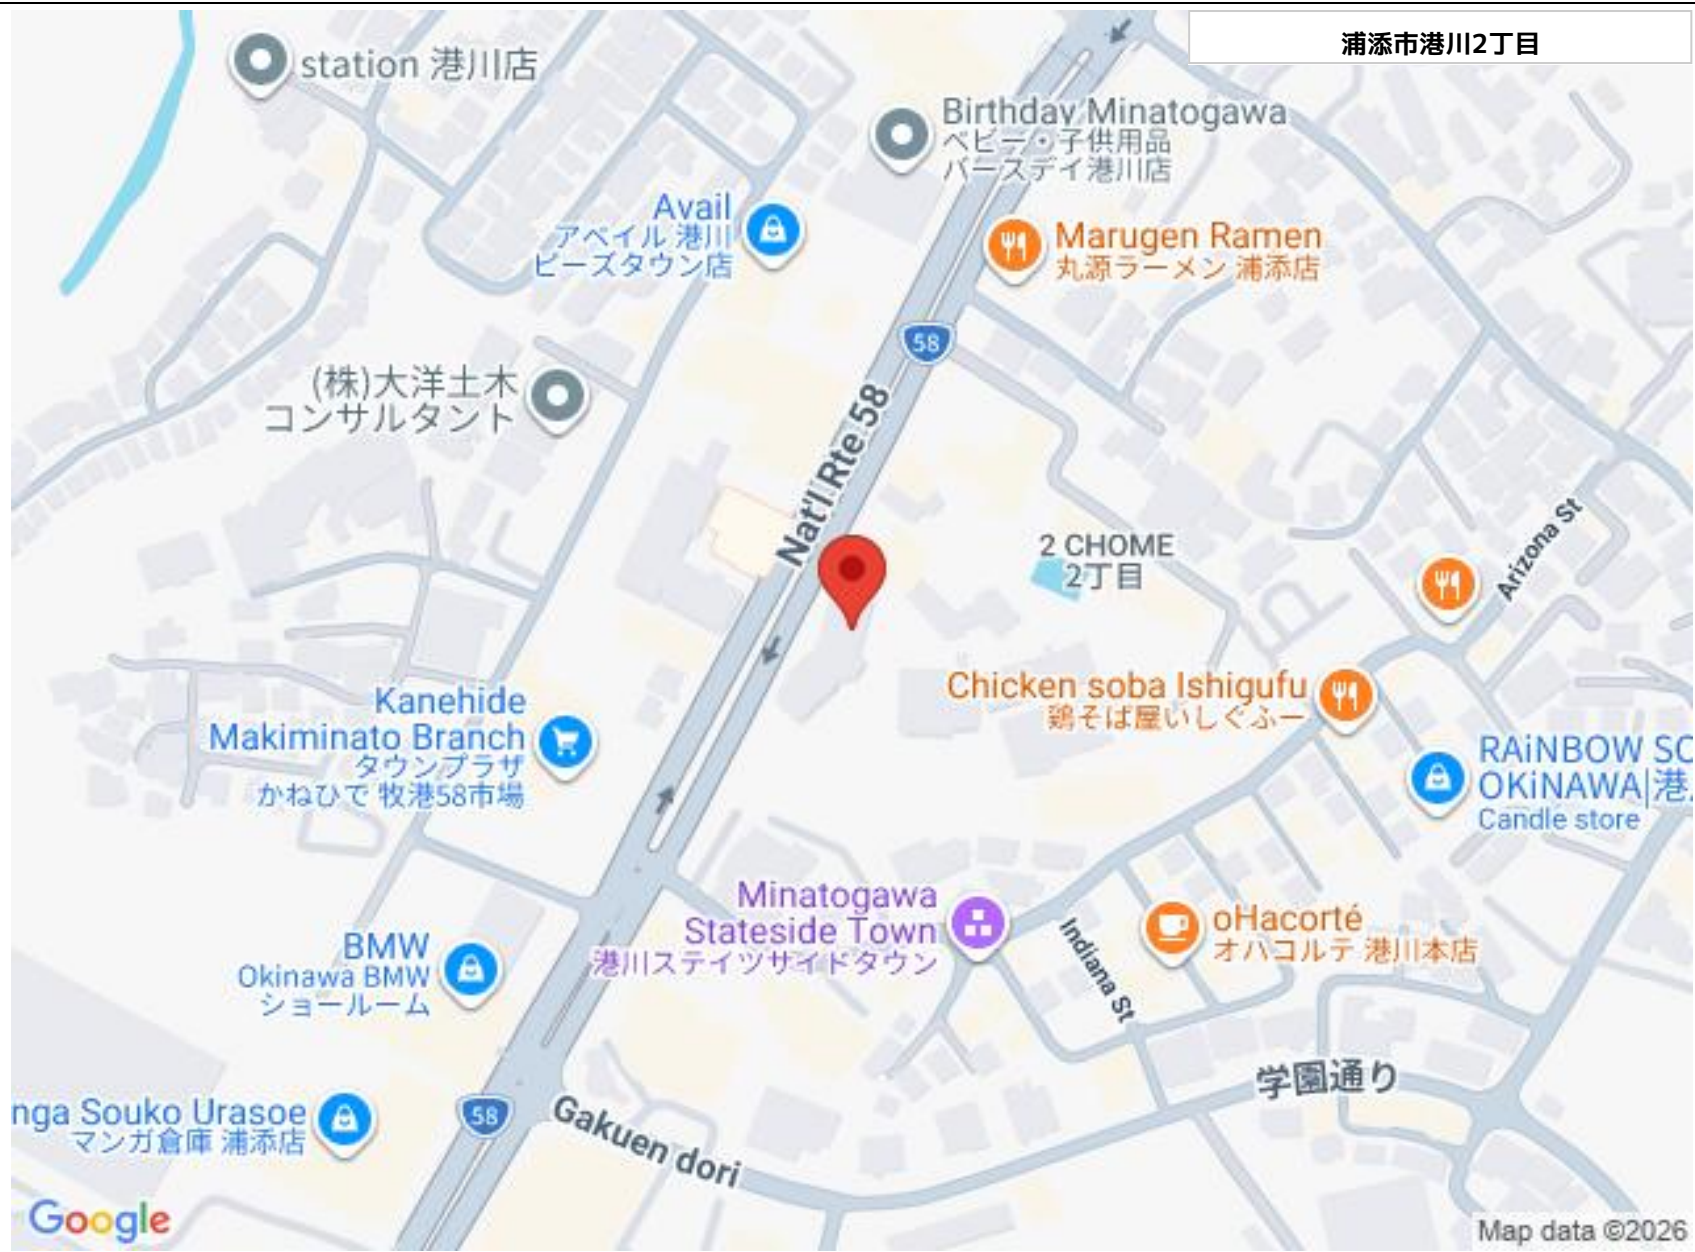 浦添市港川2丁目
station 港川店
Birthday Minatogawa
ベビー・子供用品
バースデイ港川店
Avail
アベイル 港川
ビーズタウン店
Marugen Ramen
丸源ラーメン 浦添店
58
(株)大洋土木
コンサルタント
Nat'l Rte 58
2 CHOME
2丁目
Arizona St
Chicken soba Ishigufu
鶏そば屋いしぐふー
Kanehide
Makiminato Branch
タウンプラザ
かねひで 牧港58市場
RAiNBOW SC
OKiNAWA|港
Candle store
Minatogawa
Stateside Town
港川ステイツサイドタウン
Indiana St
oHacorté
オハコルテ 港川本店
BMW
Okinawa BMW
ショールーム
学園通り
nga Souko Urasoe
マンガ倉庫 浦添店
58
Gakuen dori
Google
Map data ©2026